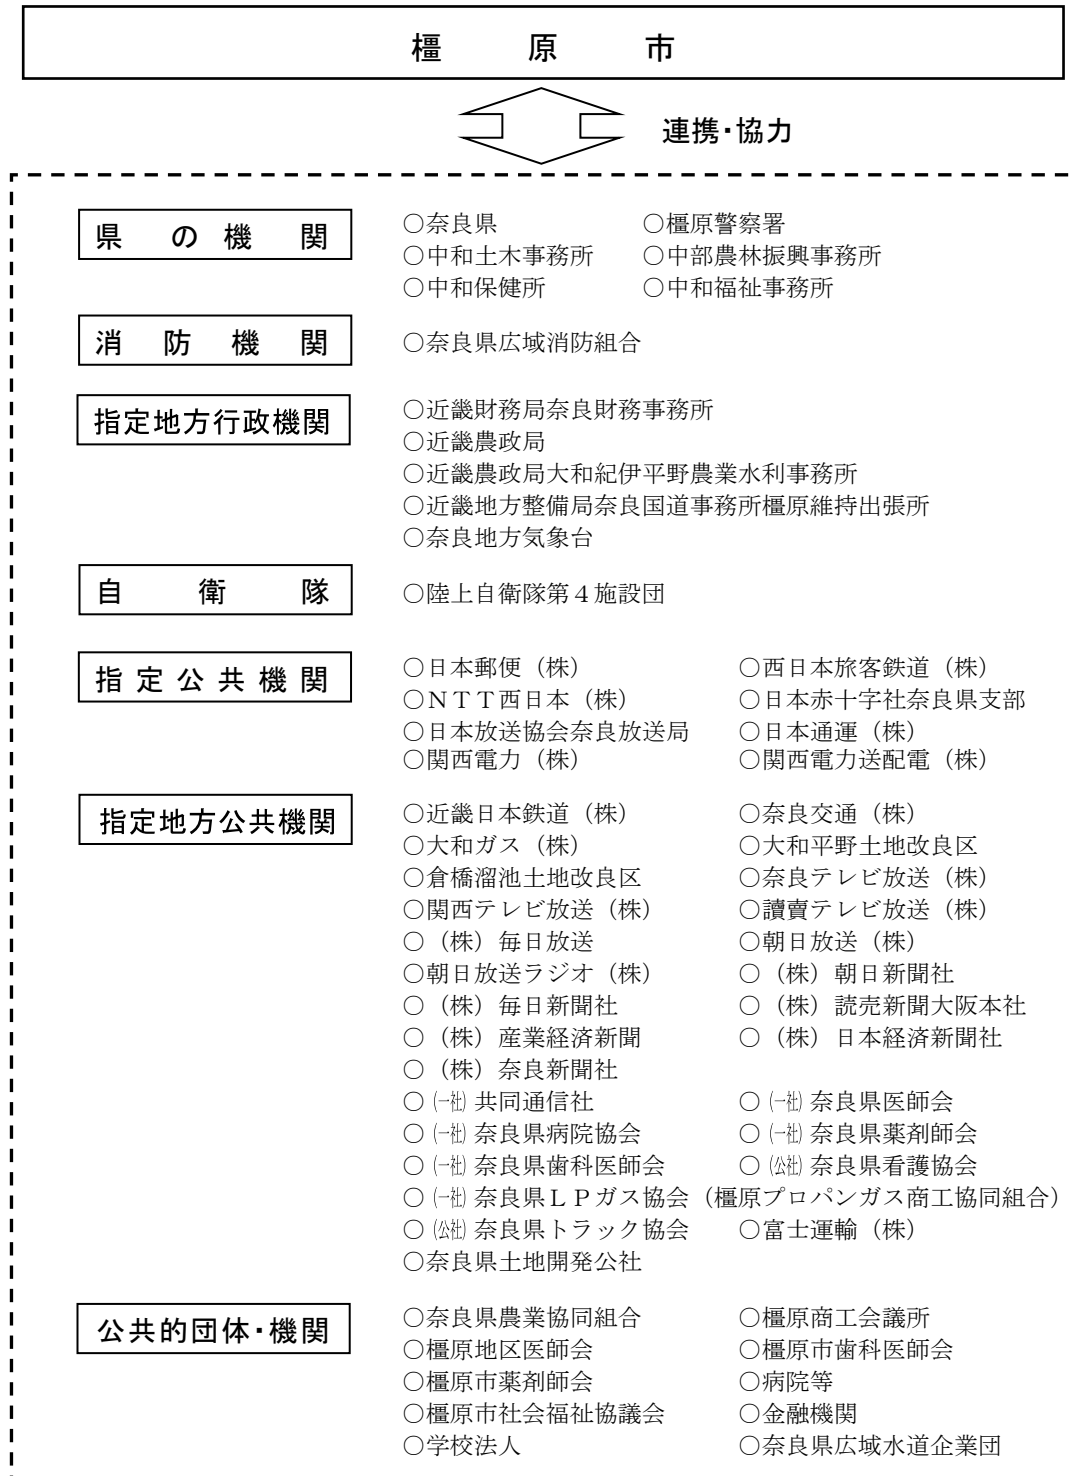 橿原市
連携・協力
県の機関
○奈良県 ○橿原警察署
○中和土木事務所 ○中部農林振興事務所
○中和保健所 ○中和福祉事務所
消防機関
○奈良県広域消防組合
指定地方行政機関
○近畿財務局奈良財務事務所
○近畿農政局
○近畿農政局大和紀伊平野農業水利事務所
○近畿地方整備局奈良国道事務所橿原維持出張所
○奈良地方気象台
自衛隊
○陸上自衛隊第４施設団
指定公共機関
○日本郵便（株） ○西日本旅客鉄道（株）
○ＮＴＴ西日本（株） ○日本赤十字社奈良県支部
○日本放送協会奈良放送局 ○日本通運（株）
○関西電力（株） ○関西電力送配電（株）
指定地方公共機関
○近畿日本鉄道（株） ○奈良交通（株）
○大和ガス（株） ○大和平野土地改良区
○倉橋溜池土地改良区 ○奈良テレビ放送（株）
○関西テレビ放送（株） ○讀賣テレビ放送（株）
○（株）毎日放送 ○朝日放送（株）
○朝日放送ラジオ（株） ○（株）朝日新聞社
○（株）毎日新聞社 ○（株）読売新聞大阪本社
○（株）産業経済新聞 ○（株）日本経済新聞社
○（株）奈良新聞社
○(一社)共同通信社 ○(一社)奈良県医師会
○(一社)奈良県病院協会 ○(一社)奈良県薬剤師会
○(一社)奈良県歯科医師会 ○(公社)奈良県看護協会
○(一社)奈良県ＬＰガス協会（橿原プロパンガス商工協同組合）
○(公社)奈良県トラック協会 ○富士運輸（株）
○奈良県土地開発公社
公共的団体・機関
○奈良県農業協同組合 ○橿原商工会議所
○橿原地区医師会 ○橿原市歯科医師会
○橿原市薬剤師会 ○病院等
○橿原市社会福祉協議会 ○金融機関
○学校法人 ○奈良県広域水道企業団